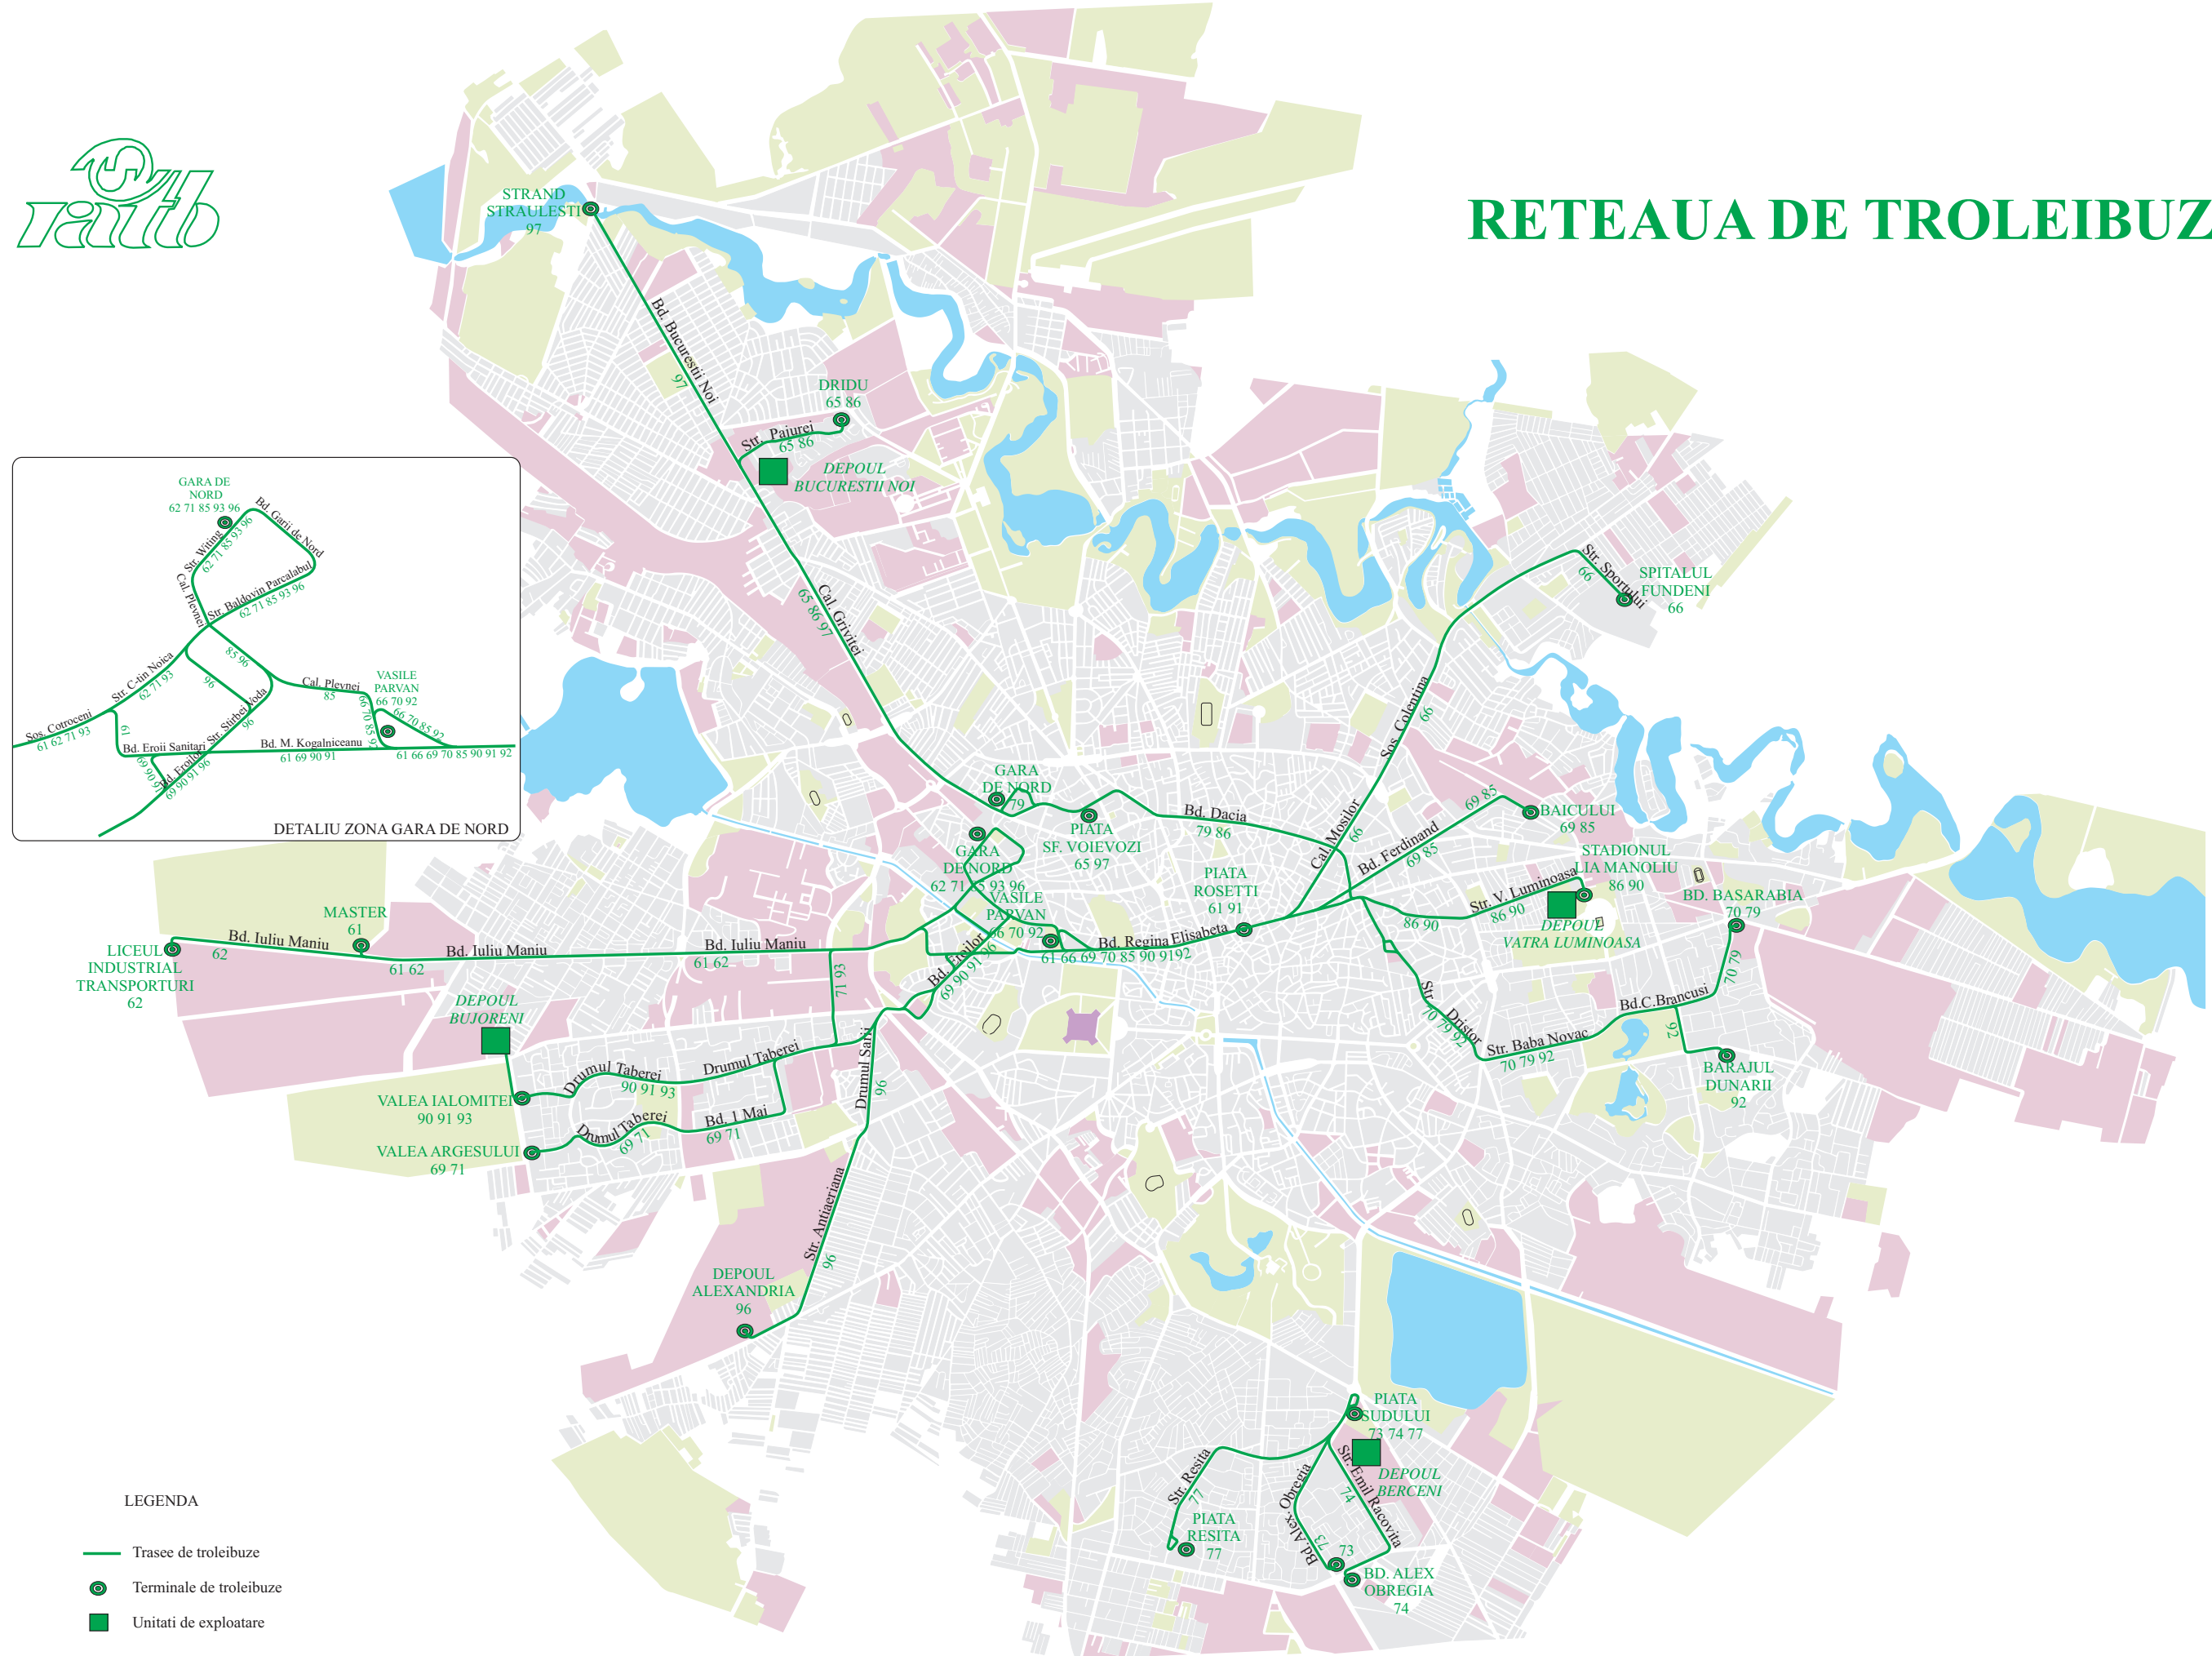 ratb
RETEAUA DE TROLEIBUZ
STRAND
STRAULESTI
97
Bd. Bucurestii Noi
97
DRIDU
65 86
Str. Pajurei
65 86
DEPOUL
BUCURESTII NOI
Cal. Grivitei
65 86 97
Str. Sportului
66
SPITALUL
FUNDENI
66
Sos. Colentina
66
Cal. Mosilor
66
GARA DE
NORD
62 71 85 93 96
Bd. Garii de Nord
Str. Witing
62 71 85 93 96
Cal. Plevnei
Str. Baldovin Parcalabul
62 71 85 93 96
85 96
Str. C-tin Noica
62 71 93
96
Cal. Plevnei
85
VASILE
PARVAN
66 70 92
66 70 85 92
66 70 85 92
Str. Stirbei Voda
96
Sos. Cotroceni
61 62 71 93
61
Bd. Eroii Sanitari
Bd. M. Kogalniceanu
61 69 90 91
61 66 69 70 85 90 91 92
69 90 91
Bd. Eroilor
69 90 91 96
DETALIU ZONA GARA DE NORD
GARA
DE NORD
79
PIATA
SF. VOIEVOZI
65 97
Bd. Dacia
79 86
GARA
DE NORD
62 71 85 93 96
VASILE
PARVAN
66 70 92
PIATA
ROSETTI
61 91
Bd. Ferdinand
69 85
69 85
BAICULUI
69 85
STADIONUL
LIA MANOLIU
86 90
Str. V. Luminoasa
86 90
86 90
DEPOUL
VATRA LUMINOASA
BD. BASARABIA
70 79
70 79
MASTER
61
LICEUL
INDUSTRIAL
TRANSPORTURI
62
Bd. Iuliu Maniu
62
Bd. Iuliu Maniu
61 62
Bd. Iuliu Maniu
61 62
Bd. Regina Elisabeta
61 66 69 70 85 90 9192
Bd. Eroilor
69 90 91 96
71 93
DEPOUL
BUJORENI
Str. Dristor
70 79 92
Str. Baba Novac
70 79 92
Bd.C.Brancusi
92
BARAJUL
DUNARII
92
VALEA IALOMITEI
90 91 93
Drumul Taberei
90 91 93
Drumul Taberei
Drumul Sarii
96
VALEA ARGESULUI
69 71
Drumul Taberei
69 71
Bd. 1 Mai
69 71
Str. Antiaeriana
96
DEPOUL
ALEXANDRIA
96
PIATA
SUDULUI
73 74 77
DEPOUL
BERCENI
Str. Resita
77
PIATA
RESITA
77
Bd.Alex. Obregia
73
Str. Emil Racovita
74
73
BD. ALEX
OBREGIA
74
LEGENDA
Trasee de troleibuze
Terminale de troleibuze
Unitati de exploatare